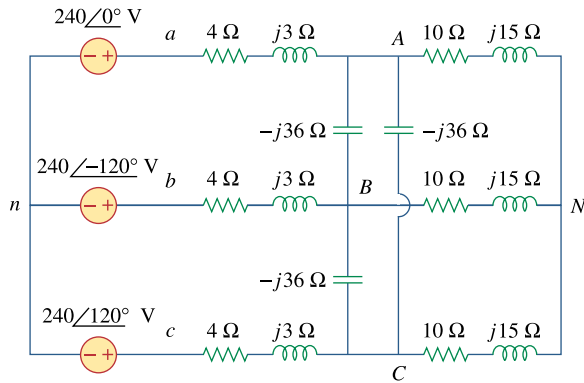 240/0° V
a
4 Ω
j3 Ω
A
10 Ω
j15 Ω
−j36 Ω
−j36 Ω
240/−120° V
b
4 Ω
j3 Ω
B
10 Ω
j15 Ω
n
N
−j36 Ω
240/120° V
c
4 Ω
j3 Ω
10 Ω
j15 Ω
C